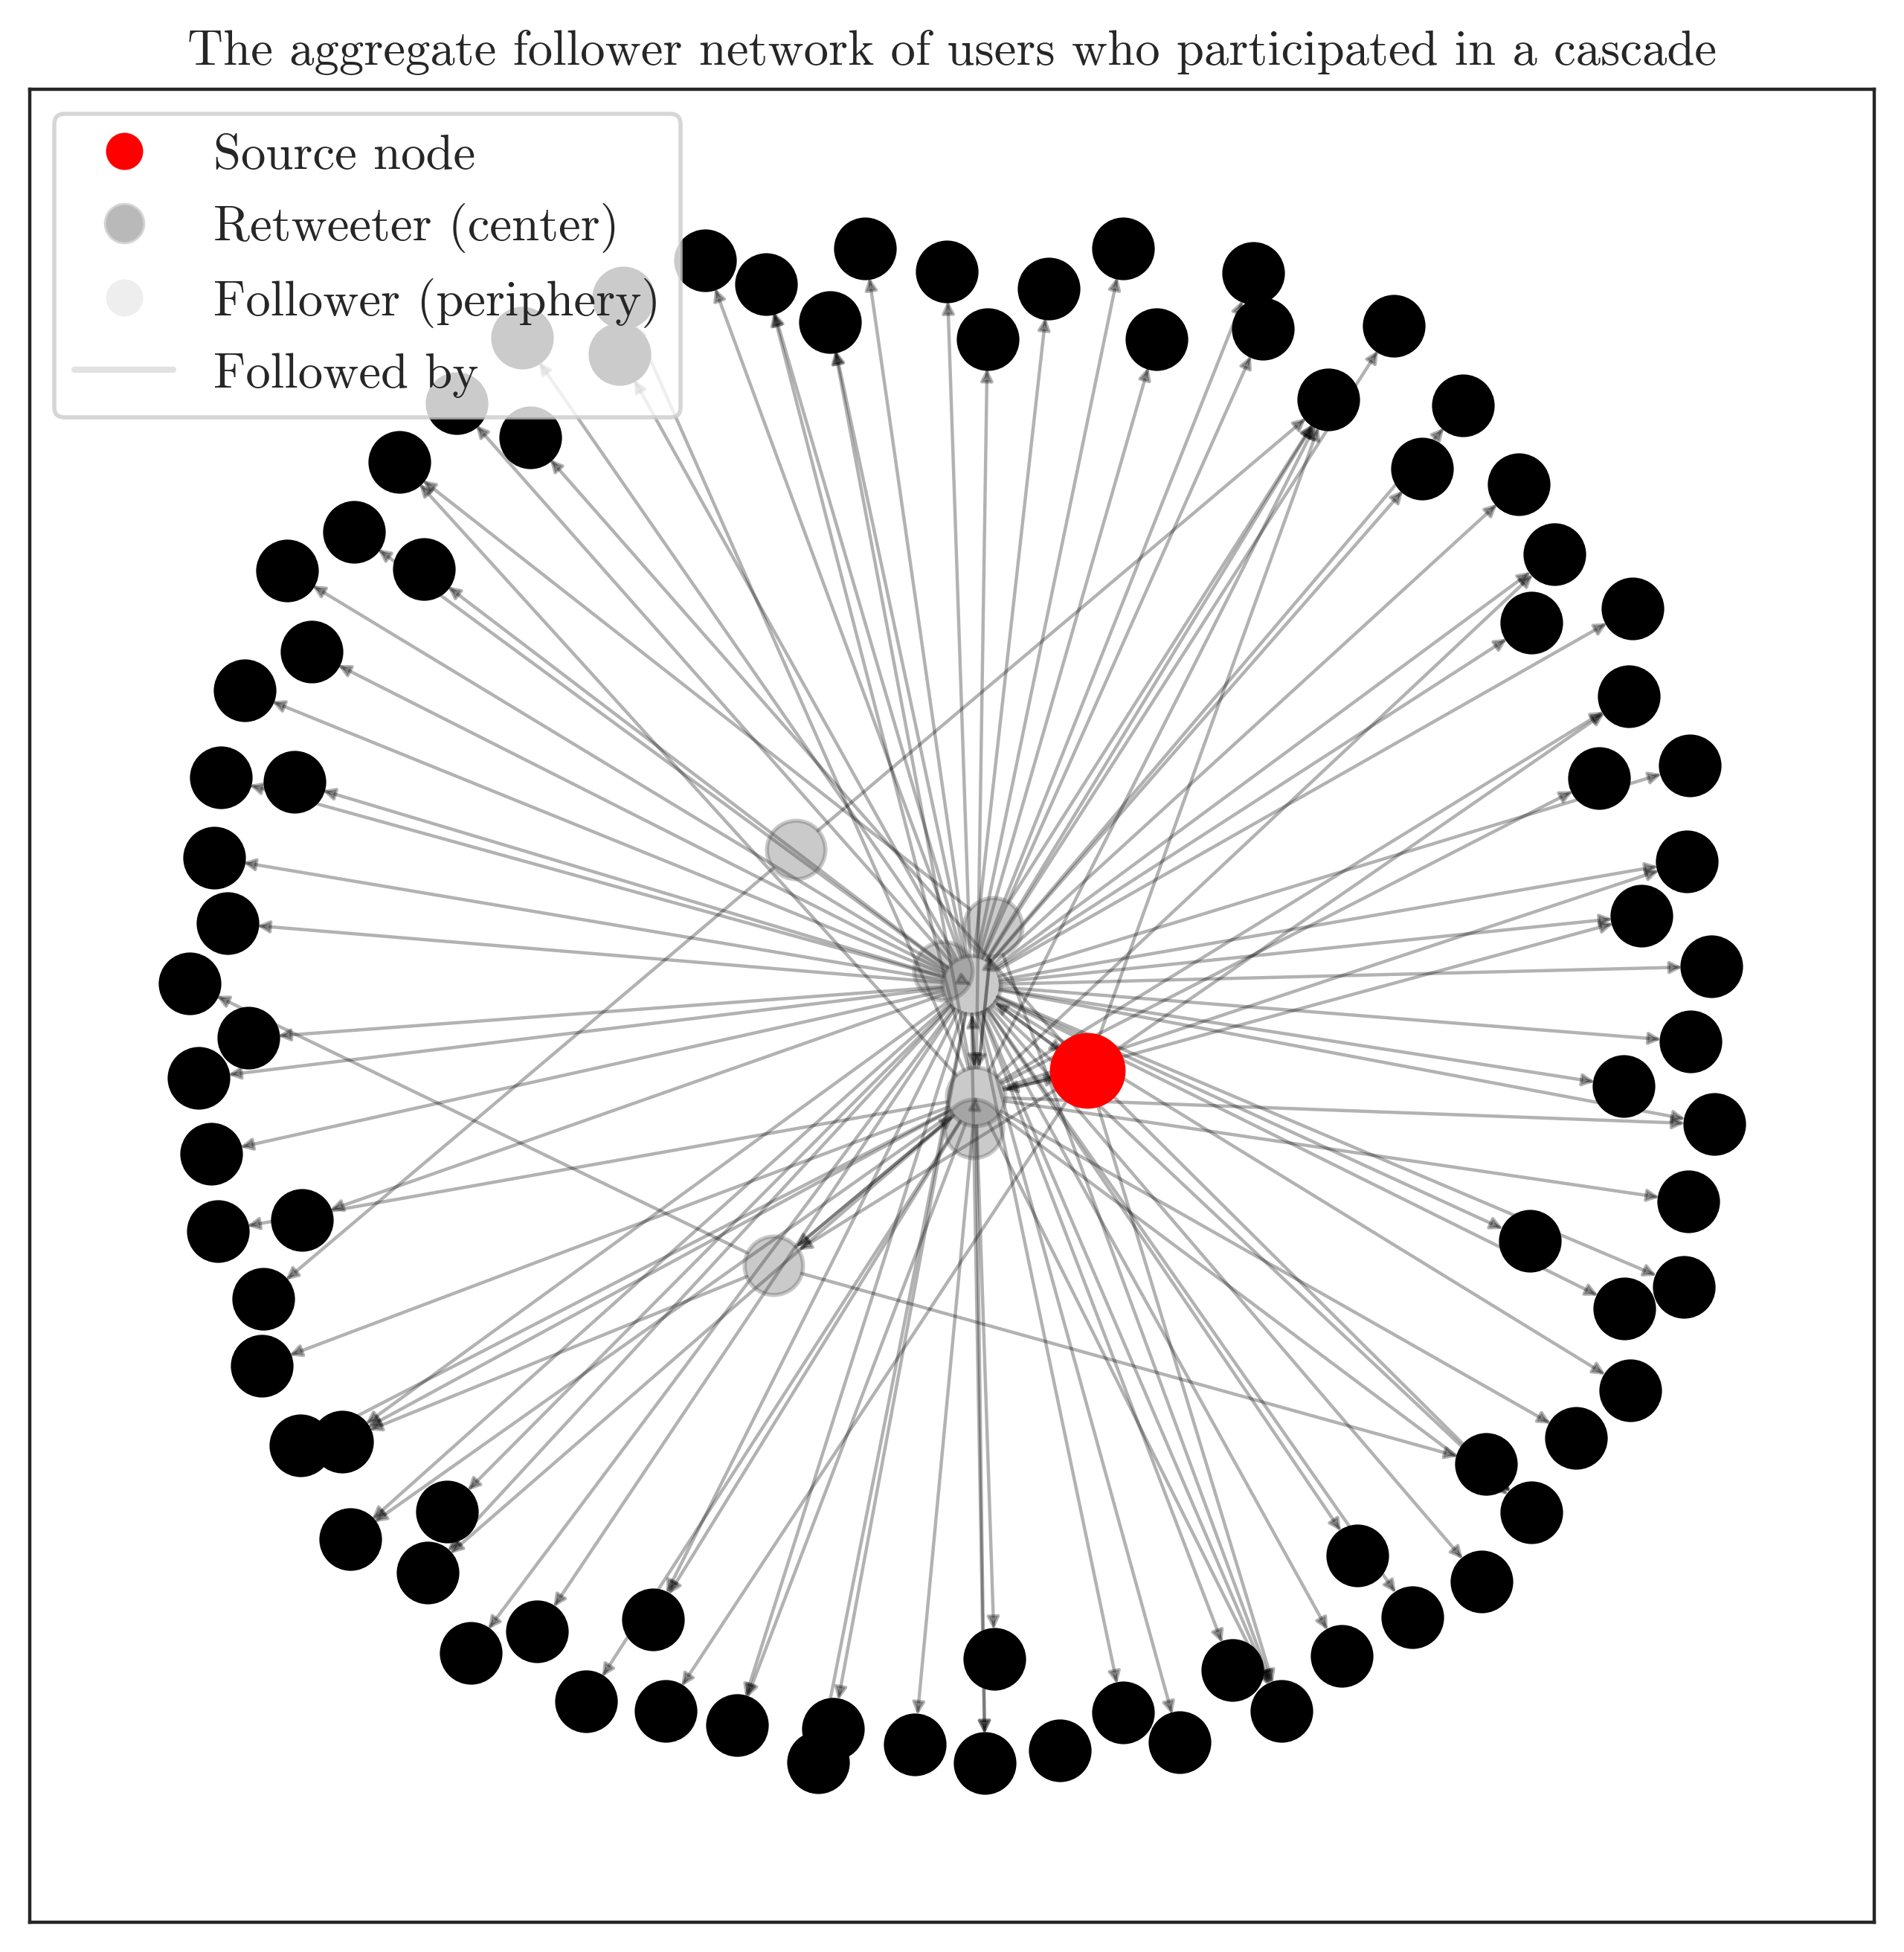 The aggregate follower network of users who participated in a cascade
Source node
Retweeter (center)
Follower (periphery)
Followed by